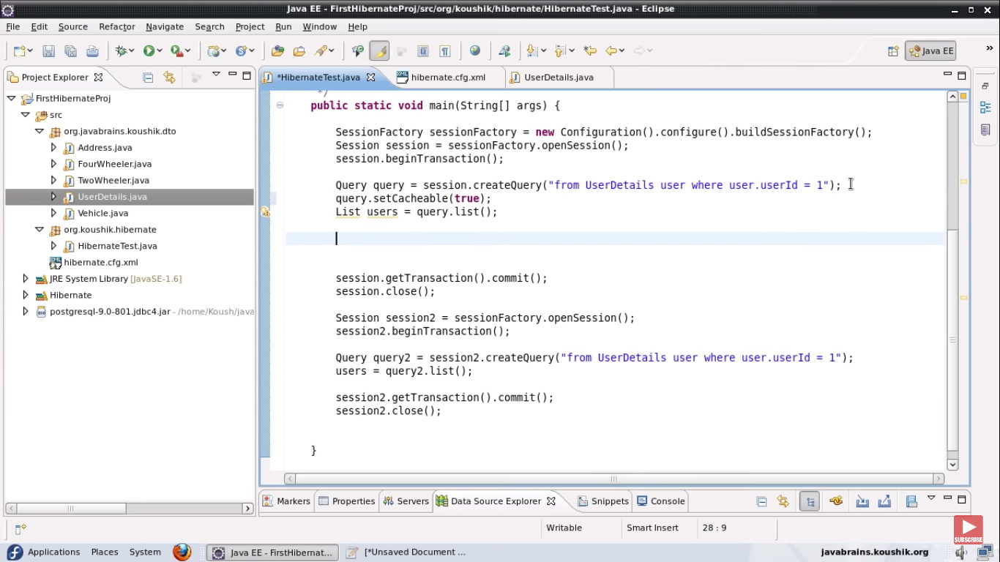 Java EE - FirstHibernateProj/src/org/koushik/hibernate/HibernateTest.java - Eclipse
File Edit Source Refactor Navigate Search Project Run Window Help
Java EE
Project Explorer
*HibernateTest.java hibernate.cfg.xml UserDetails.java
FirstHibernateProj
src
org.javabrains.koushik.dto
Address.java
FourWheeler.java
TwoWheeler.java
UserDetails.java
Vehicle.java
org.koushik.hibernate
HibernateTest.java
hibernate.cfg.xml
JRE System Library [JavaSE-1.6]
Hibernate
postgresql-9.0-801.jdbc4.jar - /home/Koush/java
*/
public static void main(String[] args) {
SessionFactory sessionFactory = new Configuration().configure().buildSessionFactory();
Session session = sessionFactory.openSession();
session.beginTransaction();
Query query = session.createQuery("from UserDetails user where user.userId = 1");
query.setCacheable(true);
List users = query.list();
session.getTransaction().commit();
session.close();
Session session2 = sessionFactory.openSession();
session2.beginTransaction();
Query query2 = session2.createQuery("from UserDetails user where user.userId = 1");
users = query2.list();
session2.getTransaction().commit();
session2.close();
}
Markers Properties Servers Data Source Explorer Snippets Console
Writable Smart Insert 28 : 9
SUBSCRIBE
Applications Places System Java EE - FirstHibernat... [*Unsaved Document ... javabrains.koushik.org